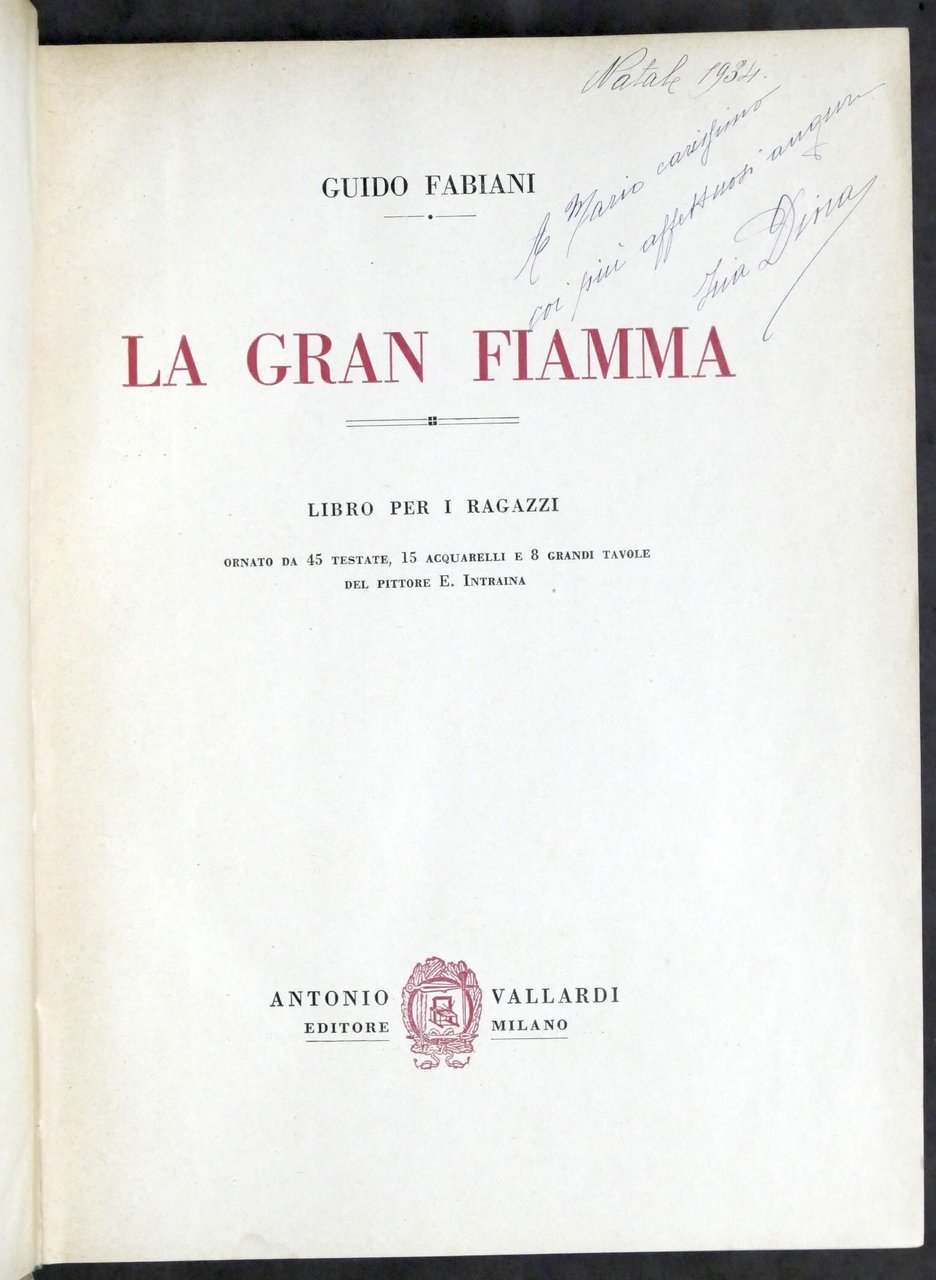 Natale 1934.
A Mario carissimo
coi più affettuosi auguri
Zia Dina
GUIDO FABIANI
LA GRAN FIAMMA
LIBRO PER I RAGAZZI
ORNATO DA 45 TESTATE, 15 ACQUARELLI E 8 GRANDI TAVOLE
DEL PITTORE E. INTRAINA
ANTONIO VALLARDI
EDITORE MILANO